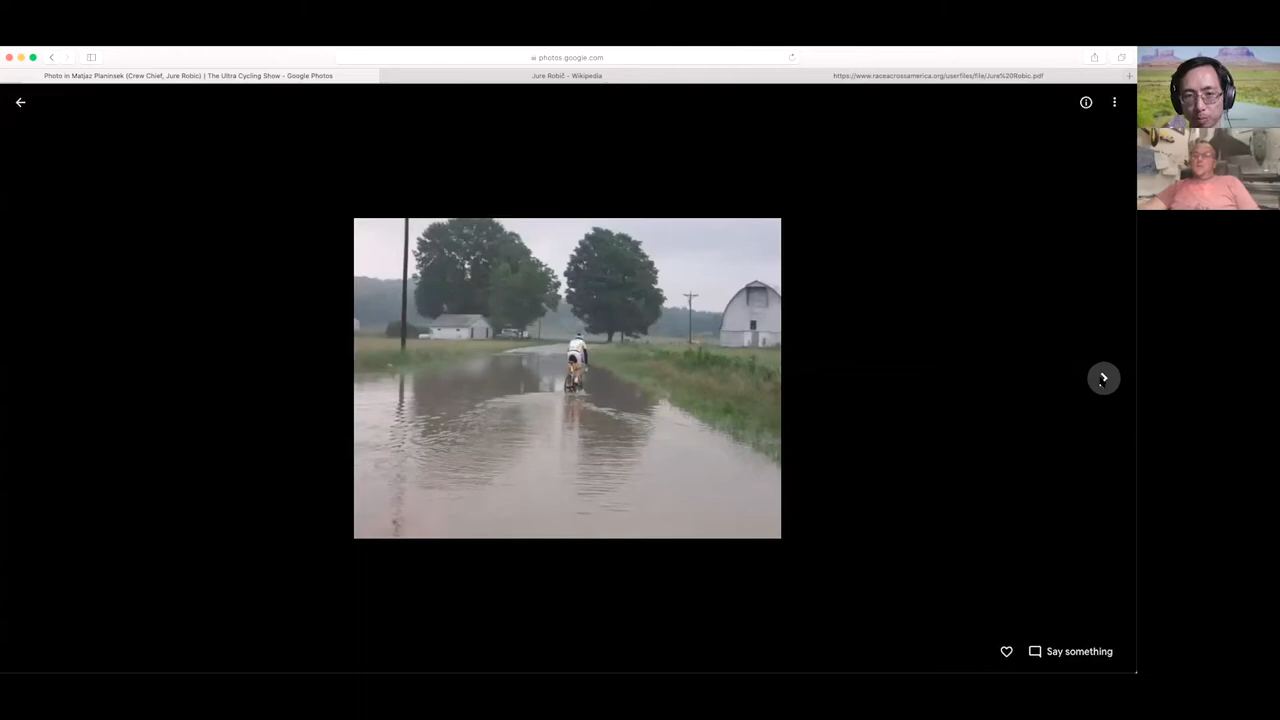 photos.google.com
Photo in Matjaz Planinsek (Crew Chief, Jure Robic) | The Ultra Cycling Show - Google Photos
Jure Robič - Wikipedia
https://www.raceacrossamerica.org/userfiles/file/Jure%20Robic.pdf
Say something